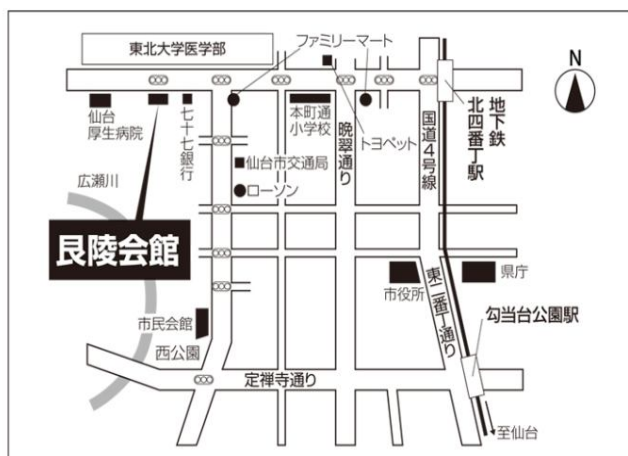 東北大学医学部
ファミリーマート
N
仙台
厚生病院
七十七銀行
本町通
小学校
トヨペット
晩翠通り
国道4号線
地下鉄
北四番丁駅
仙台市交通局
広瀬川
ローソン
艮陵会館
市役所
県庁
東二番丁通り
市民会館
西公園
勾当台公園駅
定禅寺通り
至仙台